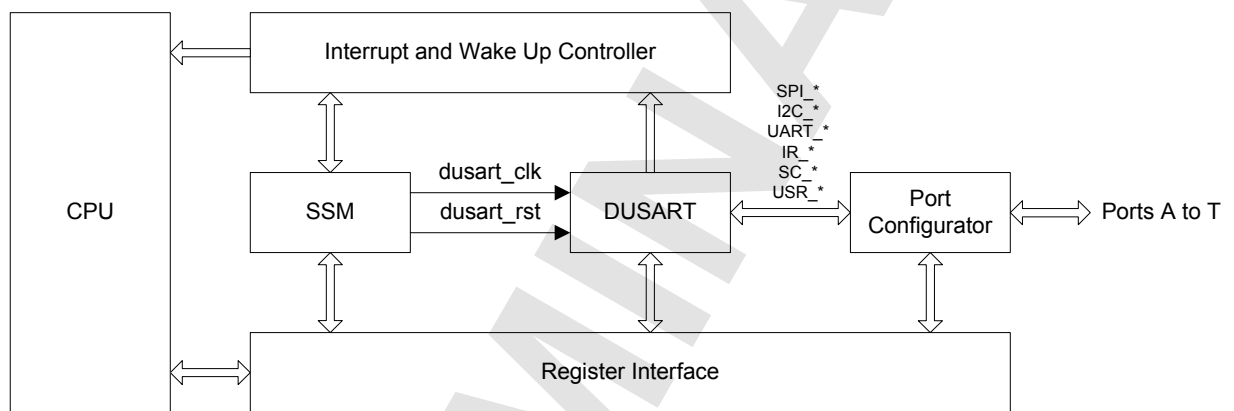 Interrupt and Wake Up Controller
SPI_*
I2C_*
UART_*
IR_*
SC_*
USR_*
dusart_clk
dusart_rst
CPU
SSM
DUSART
Port
Configurator
Ports A to T
Register Interface